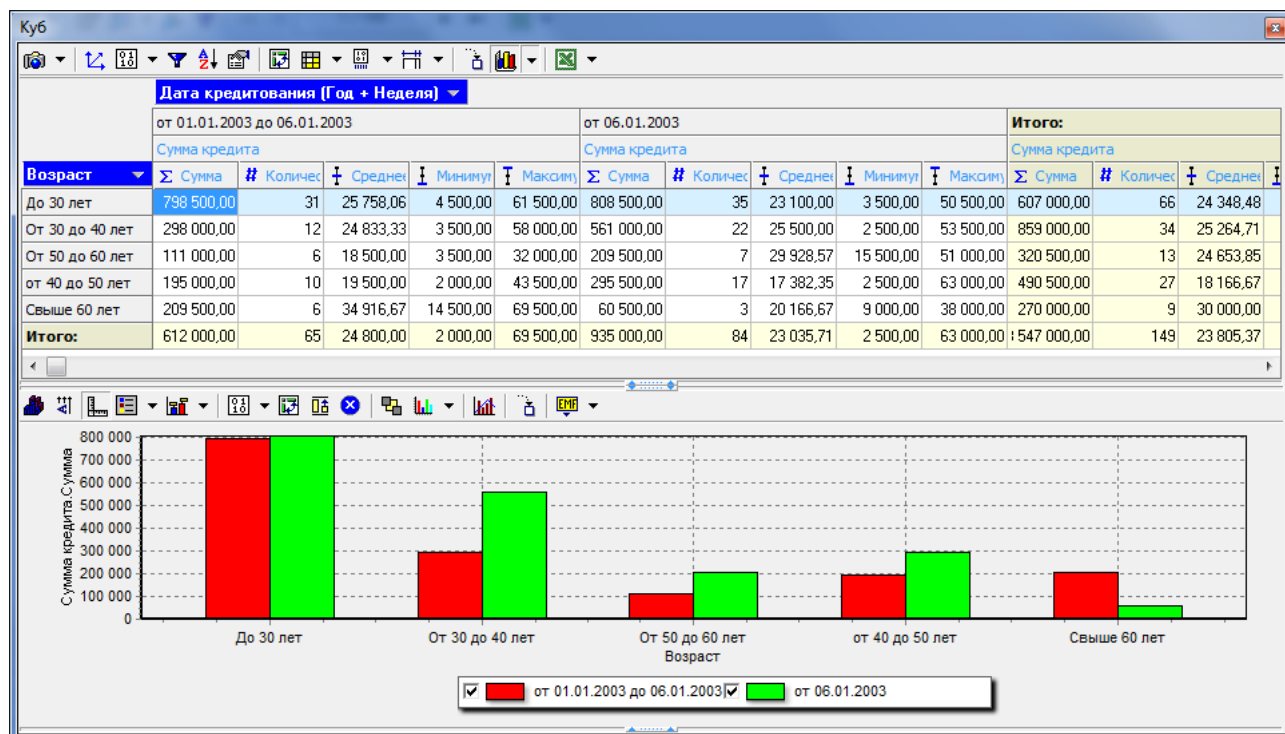 Куб
Дата кредитования (Год + Неделя)
от 01.01.2003 до 06.01.2003 от 06.01.2003 Итого:
Сумма кредита Сумма кредита Сумма кредита
Возраст Σ Сумма # Количес Среднее Минимум Максиму Σ Сумма # Количес Среднее Минимум Максиму Σ Сумма # Количес Среднее
До 30 лет 798 500,00 31 25 758,06 4 500,00 61 500,00 808 500,00 35 23 100,00 3 500,00 50 500,00 607 000,00 66 24 348,48
От 30 до 40 лет 298 000,00 12 24 833,33 3 500,00 58 000,00 561 000,00 22 25 500,00 2 500,00 53 500,00 859 000,00 34 25 264,71
От 50 до 60 лет 111 000,00 6 18 500,00 3 500,00 32 000,00 209 500,00 7 29 928,57 15 500,00 51 000,00 320 500,00 13 24 653,85
от 40 до 50 лет 195 000,00 10 19 500,00 2 000,00 43 500,00 295 500,00 17 17 382,35 2 500,00 63 000,00 490 500,00 27 18 166,67
Свыше 60 лет 209 500,00 6 34 916,67 14 500,00 69 500,00 60 500,00 3 20 166,67 9 000,00 38 000,00 270 000,00 9 30 000,00
Итого: 612 000,00 65 24 800,00 2 000,00 69 500,00 935 000,00 84 23 035,71 2 500,00 63 000,00 547 000,00 149 23 805,37
EMF
Сумма кредита.Сумма
800 000
700 000
600 000
500 000
400 000
300 000
200 000
100 000
0
До 30 лет От 30 до 40 лет От 50 до 60 лет от 40 до 50 лет Свыше 60 лет
Возраст
от 01.01.2003 до 06.01.2003 от 06.01.2003